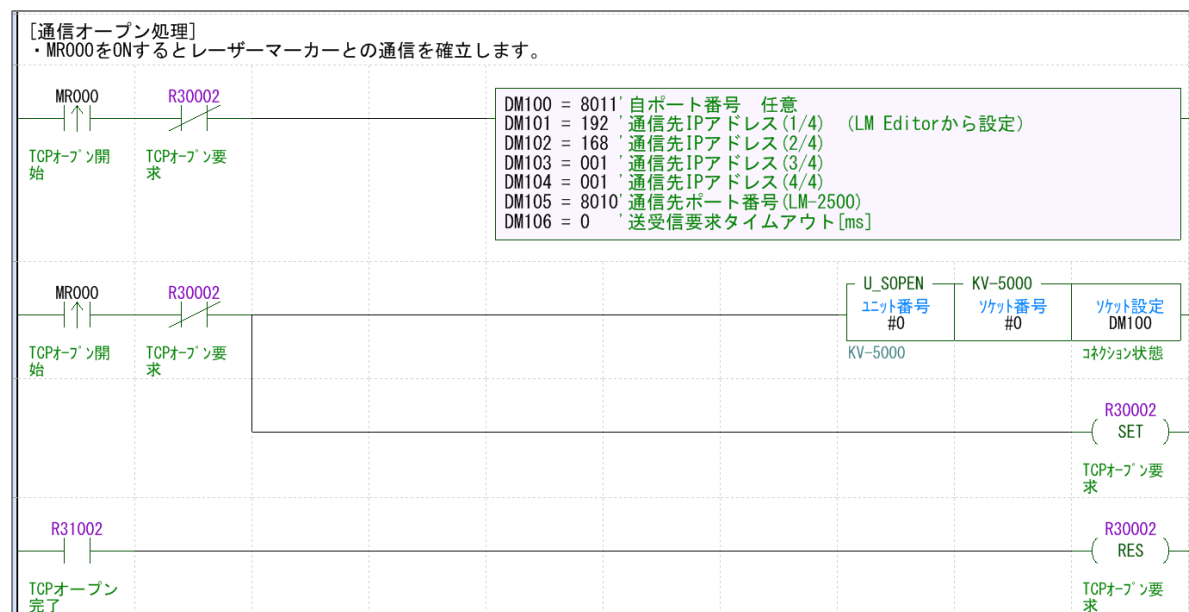 [通信オープン処理]
・MR000をONするとレーザーマーカーとの通信を確立します。
MR000 R30002
TCPｵｰﾌﾟﾝ開始 TCPｵｰﾌﾟﾝ要求
DM100 = 8011'自ポート番号 任意
DM101 = 192 '通信先IPアドレス(1/4) (LM Editorから設定)
DM102 = 168 '通信先IPアドレス(2/4)
DM103 = 001 '通信先IPアドレス(3/4)
DM104 = 001 '通信先IPアドレス(4/4)
DM105 = 8010'通信先ポート番号(LM-2500)
DM106 = 0 '送受信要求タイムアウト[ms]
MR000 R30002
TCPｵｰﾌﾟﾝ開始 TCPｵｰﾌﾟﾝ要求
U_SOPEN KV-5000
ﾕﾆｯﾄ番号 ｿｹｯﾄ番号 ｿｹｯﾄ設定
#0 #0 DM100
KV-5000 ｺﾈｸｼｮﾝ状態
R30002
SET
TCPｵｰﾌﾟﾝ要求
R31002 R30002
RES
TCPオープン完了 TCPｵｰﾌﾟﾝ要求